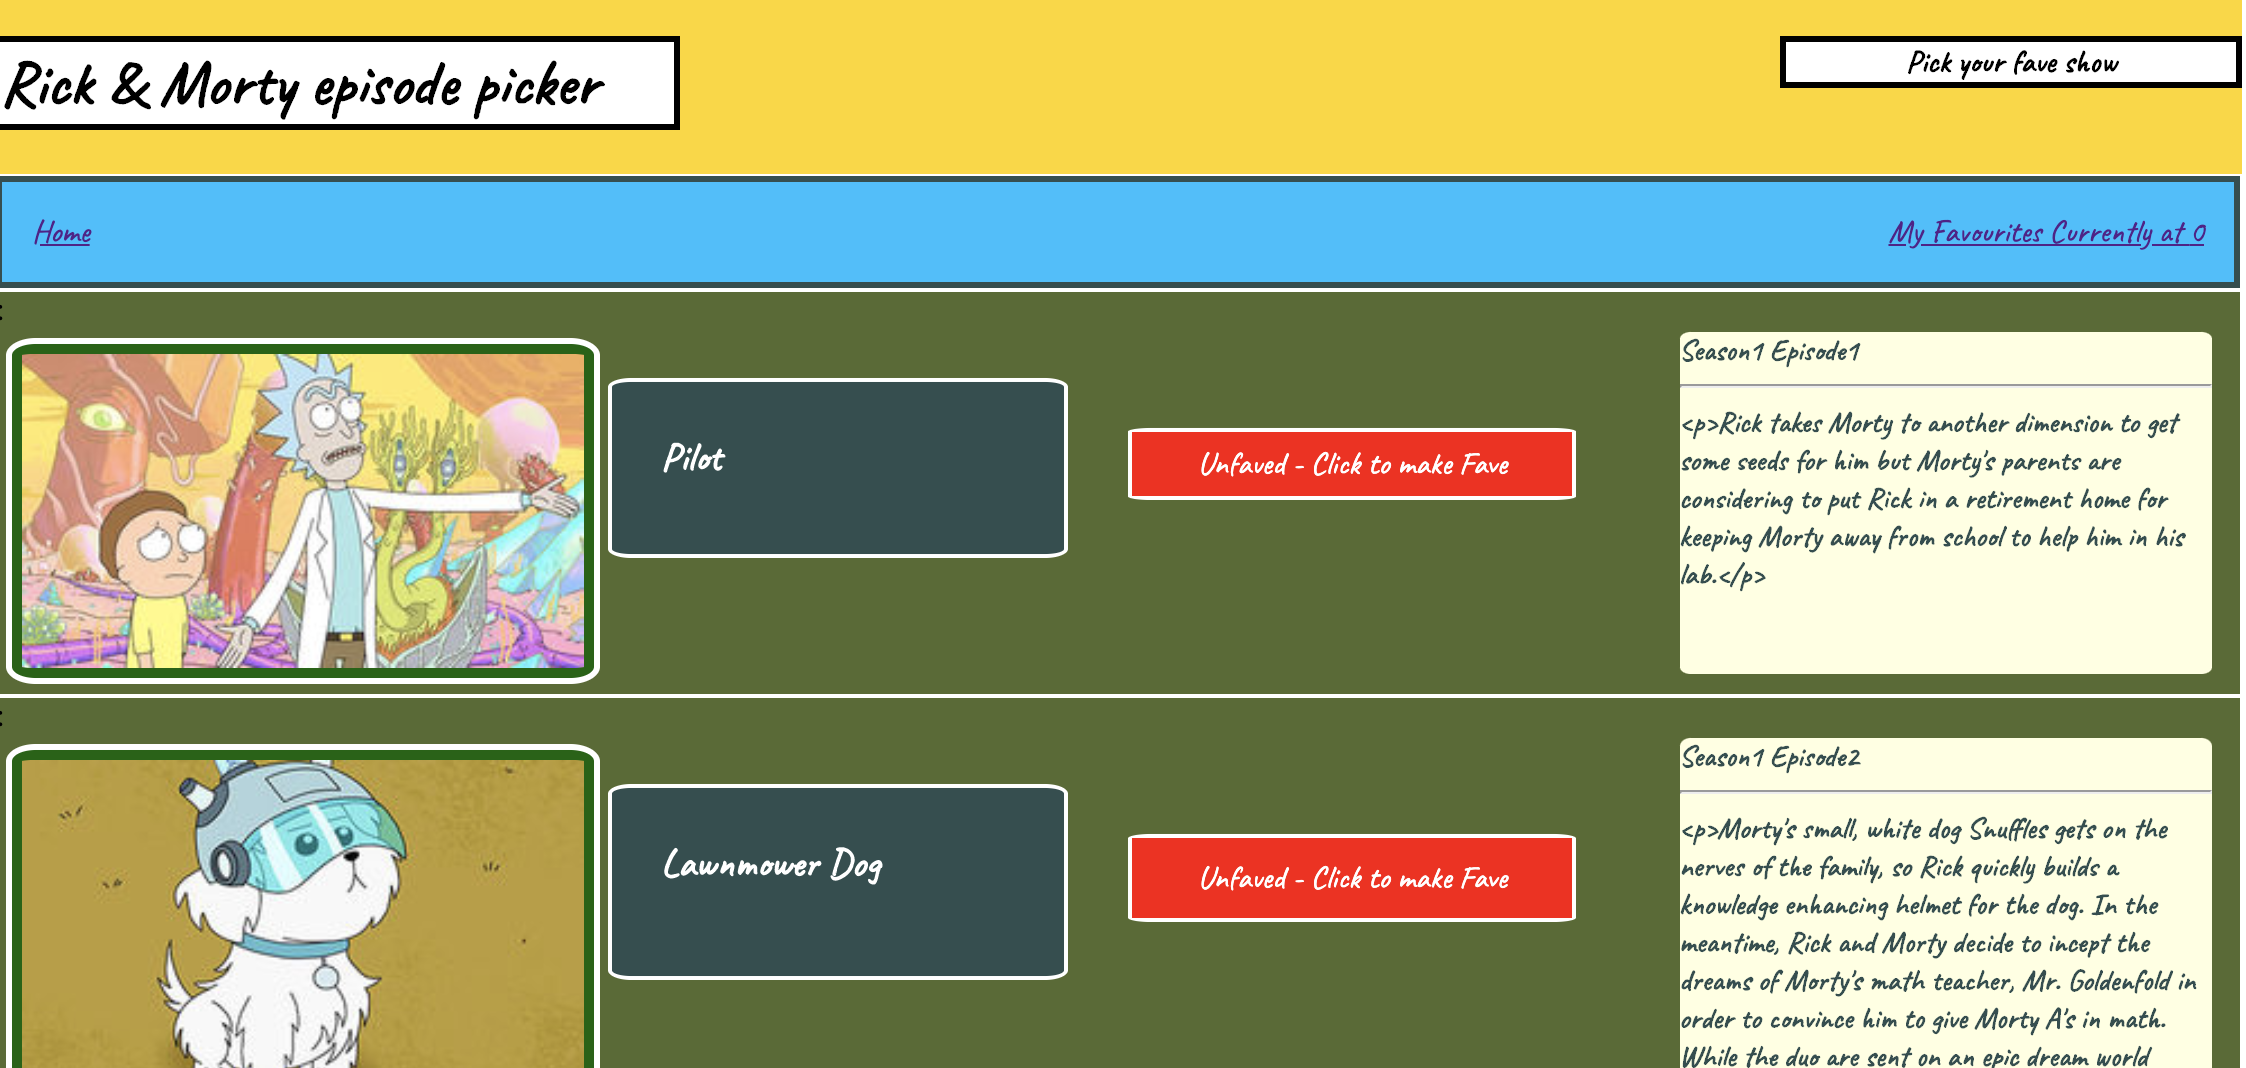 Rick & Morty episode picker
Pick your fave show
Home
My Favourites Currently at 0
:
Pilot
Unfaved - Click to make Fave
Season1 Episode1
<p>Rick takes Morty to another dimension to get
some seeds for him but Morty's parents are
considering to put Rick in a retirement home for
keeping Morty away from school to help him in his
lab.</p>
:
Lawnmower Dog
Unfaved - Click to make Fave
Season1 Episode2
<p>Morty's small, white dog Snuffles gets on the
nerves of the family, so Rick quickly builds a
knowledge enhancing helmet for the dog. In the
meantime, Rick and Morty decide to incept the
dreams of Morty's math teacher, Mr. Goldenfold in
order to convince him to give Morty A's in math.
While the duo are sent on an epic dream world